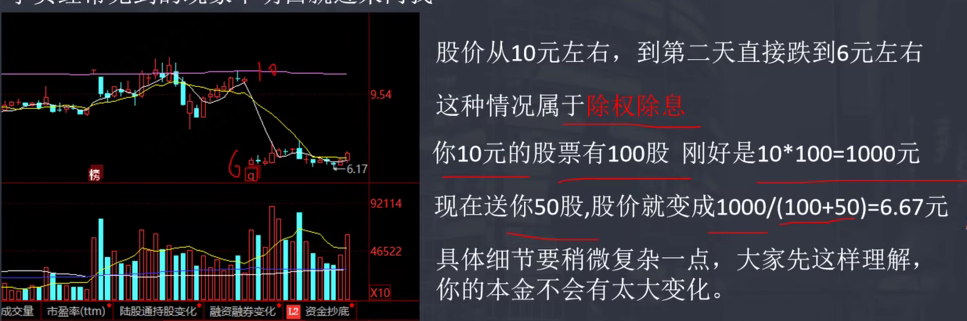 股价从10元左右，到第二天直接跌到6元左右
这种情况属于除权除息
你10元的股票有100股 刚好是10*100=1000元
现在送你50股,股价就变成1000/(100+50)=6.67元
具体细节要稍微复杂一点，大家先这样理解，
你的本金不会有太大变化。
10
9.54
6
榜
6.17
92114
46522
X10
成交量 市盈率(ttm) 陆股通持股变化 融资融券变化 L2 资金抄底